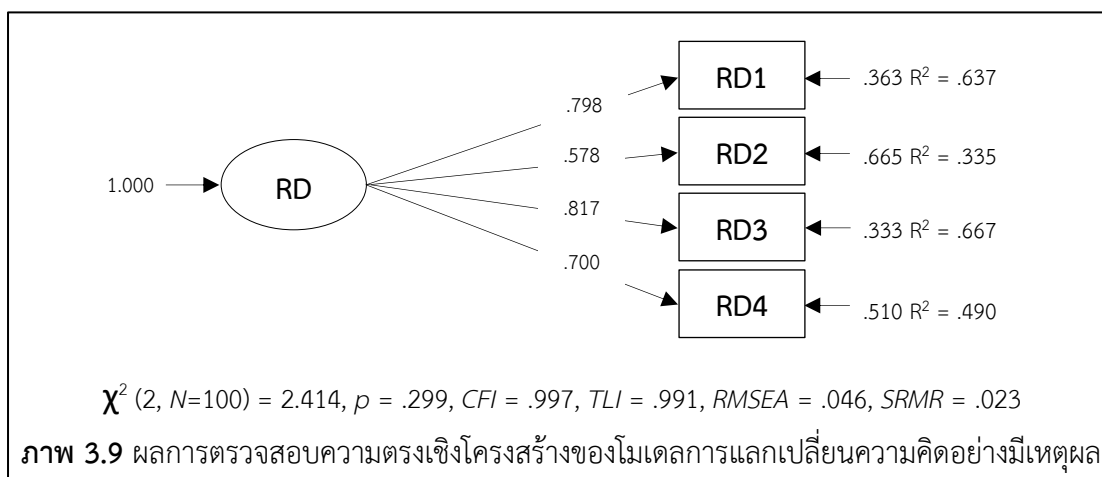 RD1
.363 R² = .637
.798
RD2
.665 R² = .335
.578
1.000
RD
.817
RD3
.333 R² = .667
.700
RD4
.510 R² = .490
χ² (2, N=100) = 2.414, p = .299, CFI = .997, TLI = .991, RMSEA = .046, SRMR = .023
ภาพ 3.9 ผลการตรวจสอบความตรงเชิงโครงสร้างของโมเดลการแลกเปลี่ยนความคิดอย่างมีเหตุผล